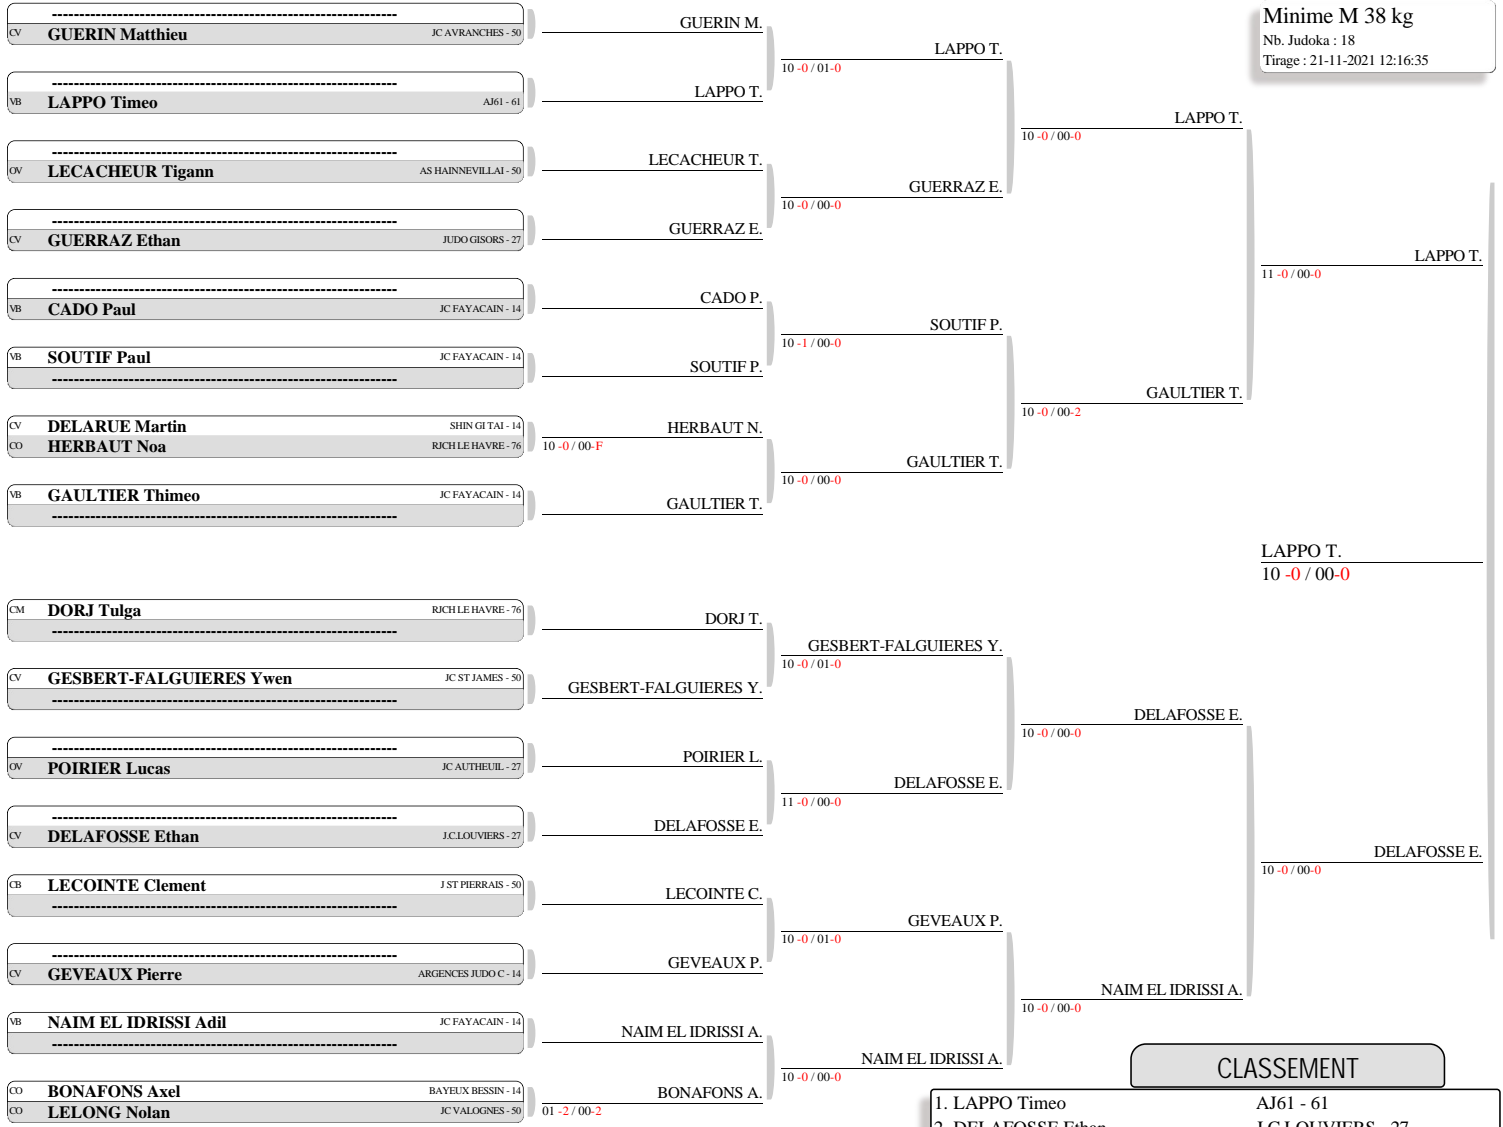 Minime M 38 kg
Nb. Judoka : 18
Tirage : 21-11-2021 12:16:35
CV GUERIN Matthieu JC AVRANCHES - 50
VB LAPPO Timeo AJ61 - 61
OV LECACHEUR Tigann AS HAINNEVILLAI - 50
CV GUERRAZ Ethan JUDO GISORS - 27
VB CADO Paul JC FAYACAIN - 14
VB SOUTIF Paul JC FAYACAIN - 14
CV DELARUE Martin SHIN GI TAI - 14
CO HERBAUT Noa RJCH LE HAVRE - 76
VB GAULTIER Thimeo JC FAYACAIN - 14
CM DORJ Tulga RJCH LE HAVRE - 76
CV GESBERT-FALGUIERES Ywen JC ST JAMES - 50
OV POIRIER Lucas JC AUTHEUIL - 27
CV DELAFOSSE Ethan J.C.LOUVIERS - 27
CB LECOINTE Clement J ST PIERRAIS - 50
CV GEVEAUX Pierre ARGENCES JUDO C - 14
VB NAIM EL IDRISSI Adil JC FAYACAIN - 14
CO BONAFONS Axel BAYEUX BESSIN - 14
CO LELONG Nolan JC VALOGNES - 50
GUERIN M.
LAPPO T.
LECACHEUR T.
GUERRAZ E.
CADO P.
SOUTIF P.
HERBAUT N.
10 -0 / 00-F
GAULTIER T.
DORJ T.
GESBERT-FALGUIERES Y.
POIRIER L.
DELAFOSSE E.
LECOINTE C.
GEVEAUX P.
NAIM EL IDRISSI A.
BONAFONS A.
01 -2 / 00-2
LAPPO T.
10 -0 / 01-0
GUERRAZ E.
10 -0 / 00-0
SOUTIF P.
10 -1 / 00-0
GAULTIER T.
10 -0 / 00-0
GESBERT-FALGUIERES Y.
10 -0 / 01-0
DELAFOSSE E.
11 -0 / 00-0
GEVEAUX P.
10 -0 / 01-0
NAIM EL IDRISSI A.
10 -0 / 00-0
LAPPO T.
10 -0 / 00-0
GAULTIER T.
10 -0 / 00-2
DELAFOSSE E.
10 -0 / 00-0
NAIM EL IDRISSI A.
10 -0 / 00-0
LAPPO T.
11 -0 / 00-0
DELAFOSSE E.
10 -0 / 00-0
LAPPO T.
10 -0 / 00-0
CLASSEMENT
1. LAPPO Timeo AJ61 - 61
2. DELAFOSSE Ethan J.C.LOUVIERS - 27